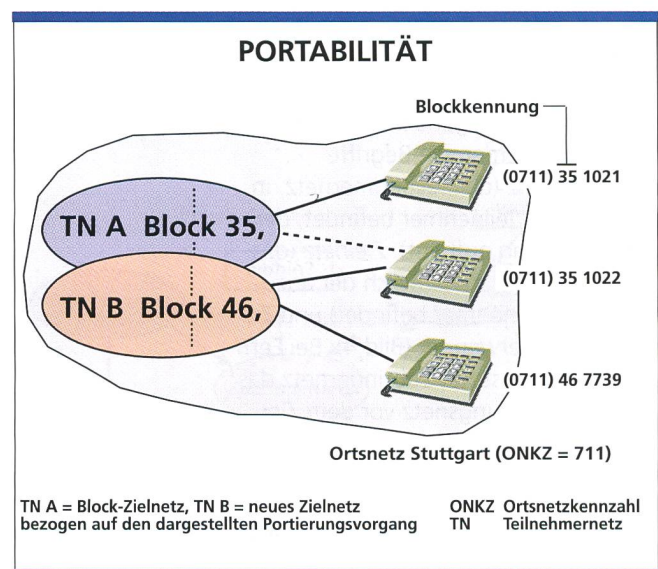 PORTABILITÄT
Blockkennung
(0711) 35 1021
TN A Block 35,
(0711) 35 1022
TN B Block 46,
(0711) 46 7739
Ortsnetz Stuttgart (ONKZ = 711)
TN A = Block-Zielnetz, TN B = neues Zielnetz
bezogen auf den dargestellten Portierungsvorgang
ONKZ Ortsnetzkennzahl
TN Teilnehmernetz